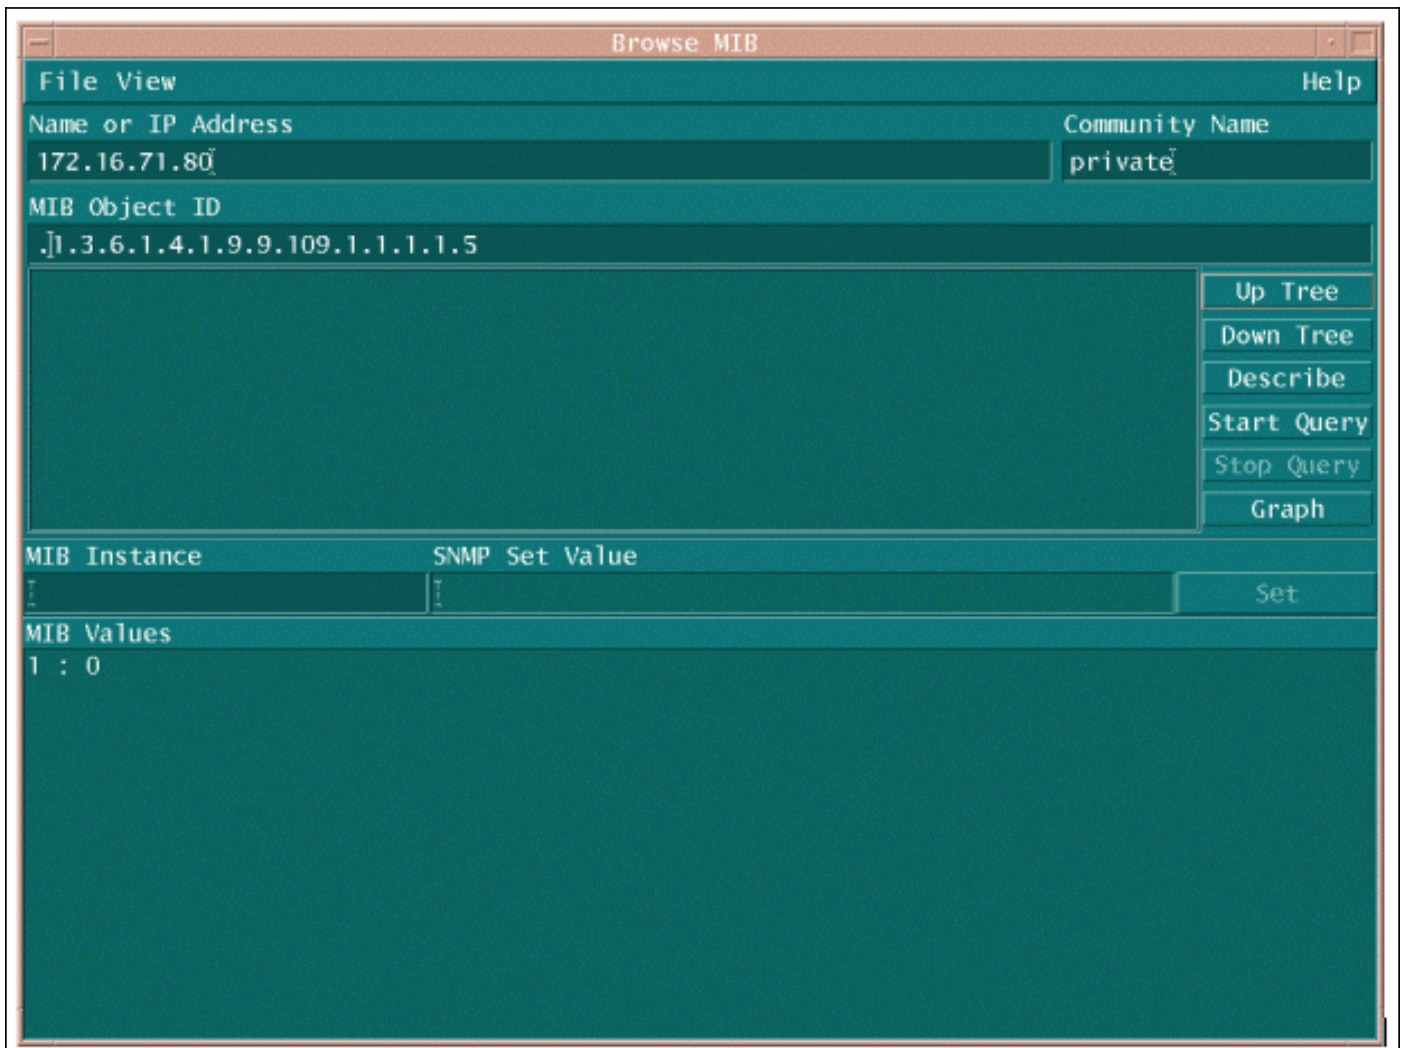 Browse MIB
File View Help
Name or IP Address Community Name
172.16.71.80 private
MIB Object ID
.1.3.6.1.4.1.9.9.109.1.1.1.1.5
Up Tree
Down Tree
Describe
Start Query
Stop Query
Graph
MIB Instance SNMP Set Value
Set
MIB Values
1 : 0